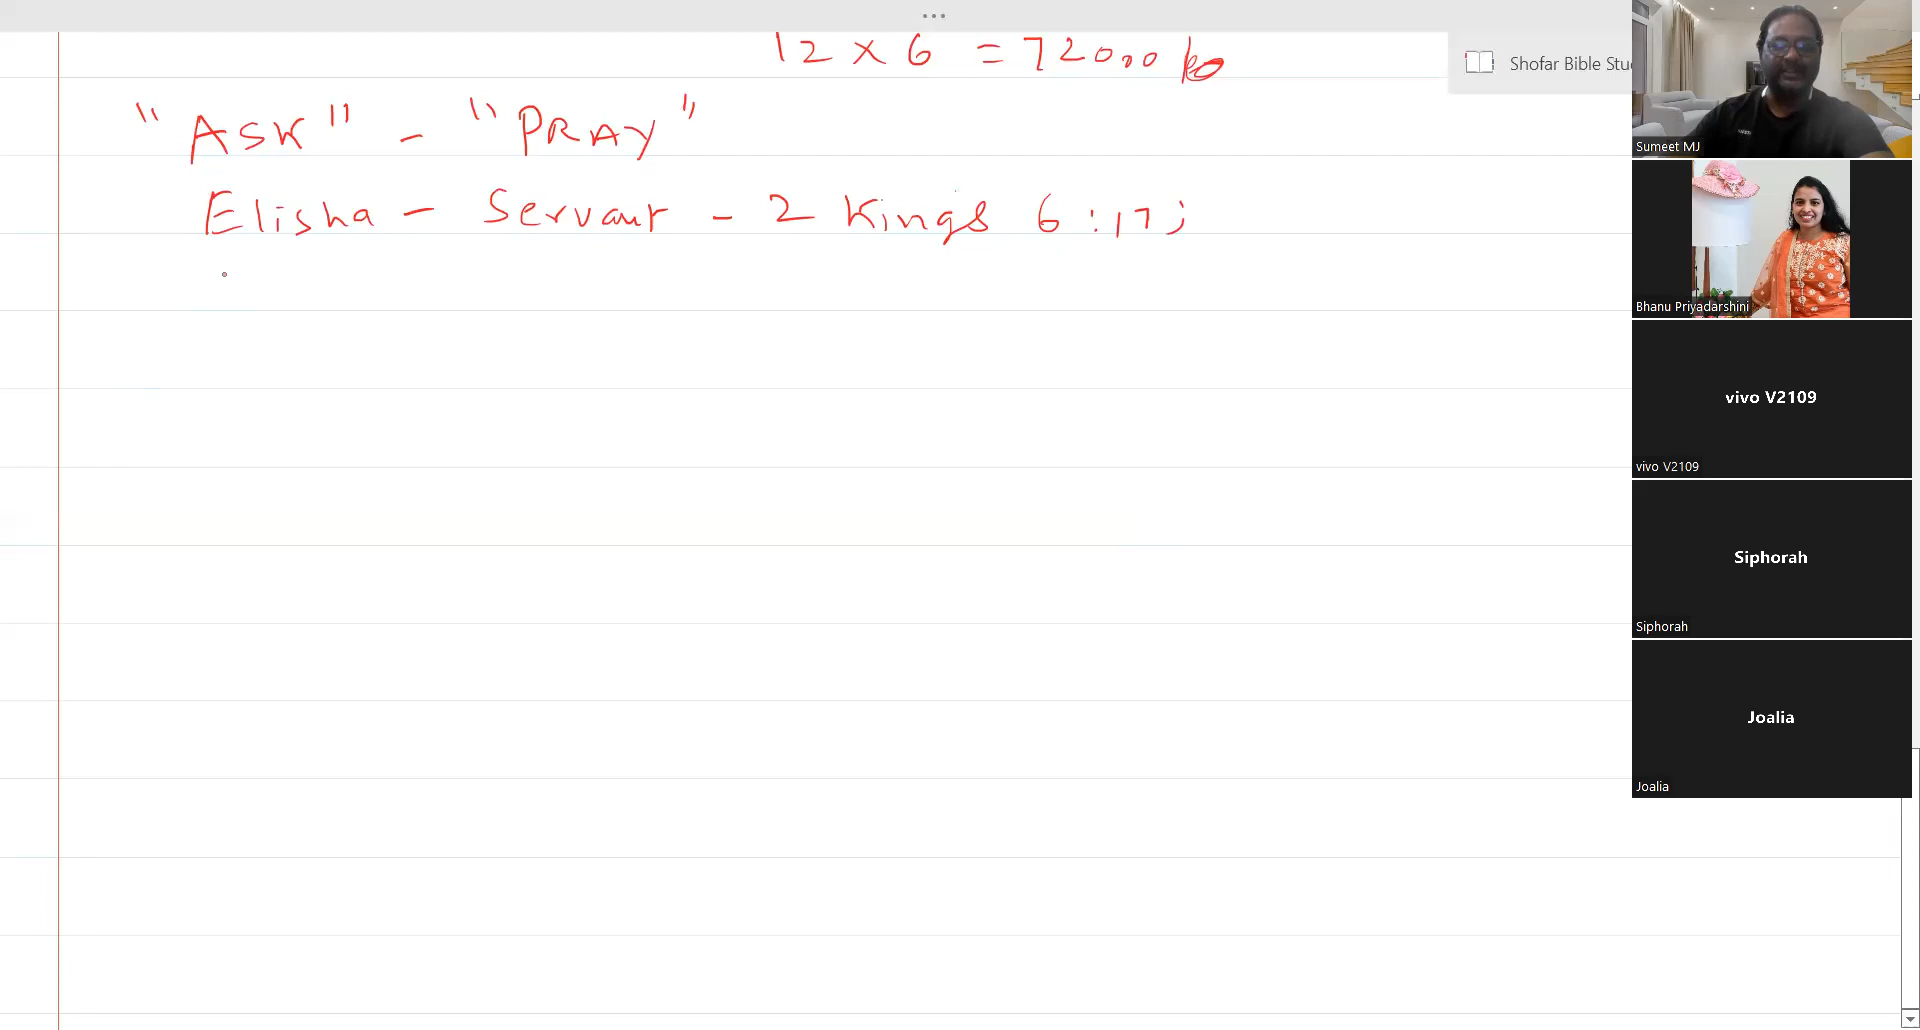 12 × 6 = 72000
Shofar Bible Stu
"ASK" - "PRAY"
Elisha - Servant - 2 Kings 6:17;
Sumeet MJ
Bhanu Priyadarshini
vivo V2109
vivo V2109
Siphorah
Siphorah
Joalia
Joalia